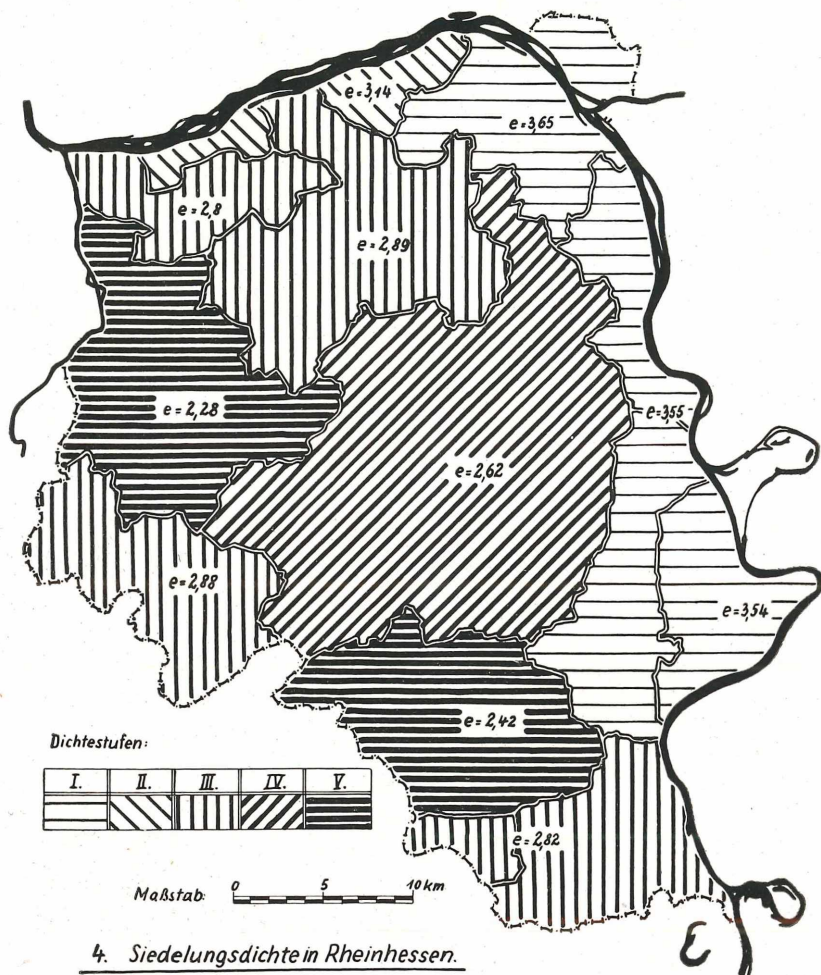 e=3,14
e=3,65
e=2,8
e=2,89
e=2,28
e=3,55
e=2,62
e=2,88
e=3,54
e=2,42
Dichtestufen:
I. II. III. IV. V.
e=2,82
Maßstab: 0 5 10 km
4. Siedelungsdichte in Rheinhessen.